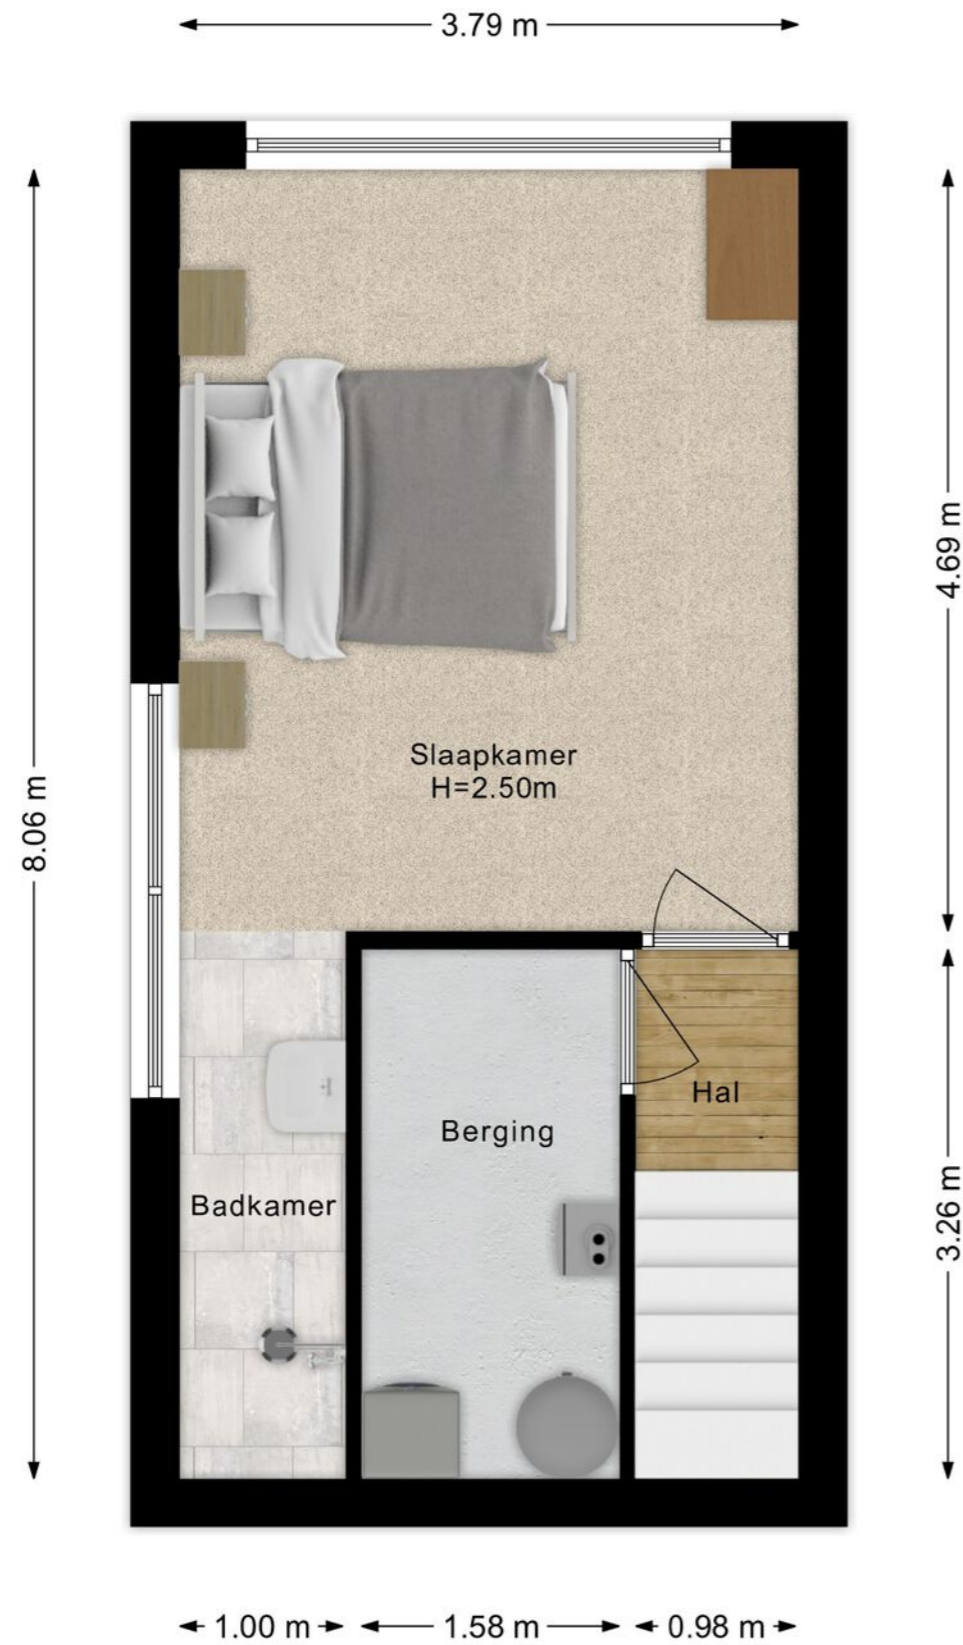 3.79 m
Slaapkamer
H=2.50m
8.06 m
4.69 m
Hal
Berging
Badkamer
3.26 m
1.00 m
1.58 m
0.98 m